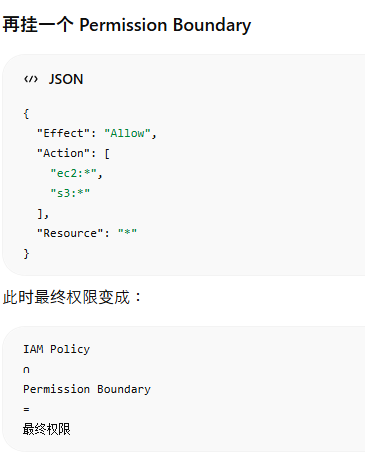 再挂一个 Permission Boundary
</> JSON
{
  "Effect": "Allow",
  "Action": [
    "ec2:*",
    "s3:*"
  ],
  "Resource": "*"
}
此时最终权限变成：
IAM Policy
∩
Permission Boundary
=
最终权限